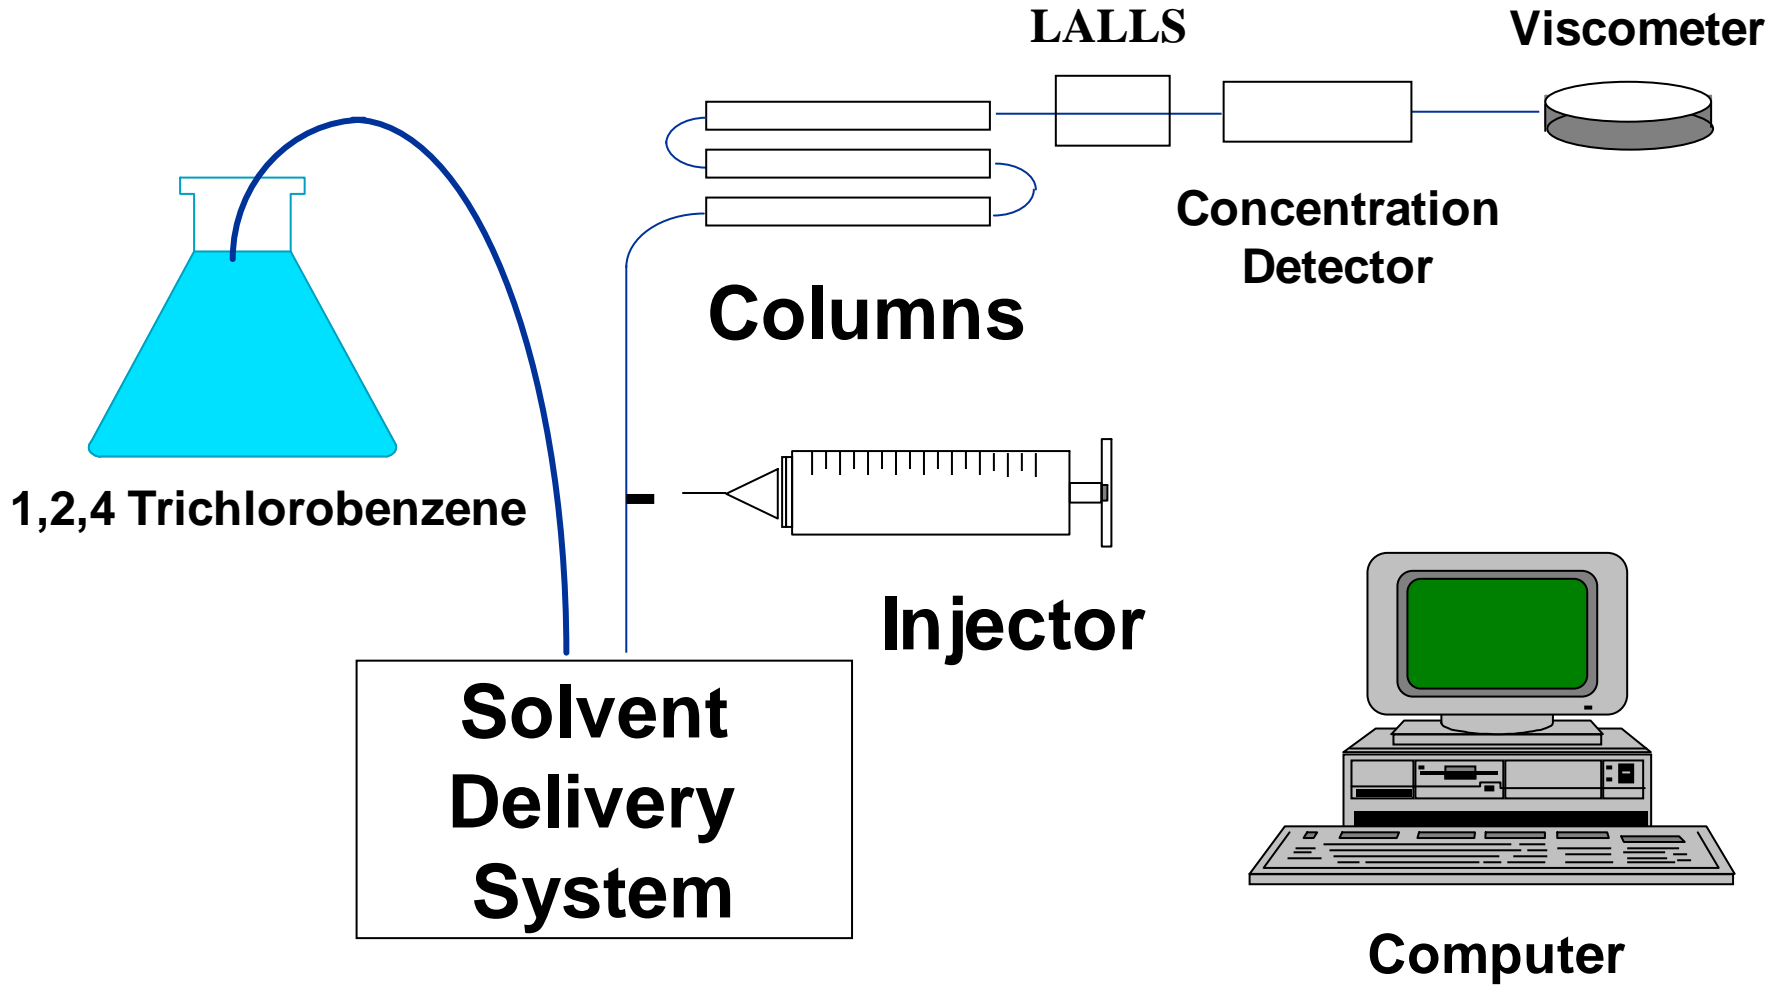 LALLS
Viscometer
Concentration
Detector
Columns
1,2,4 Trichlorobenzene
Injector
Solvent
Delivery
System
Computer